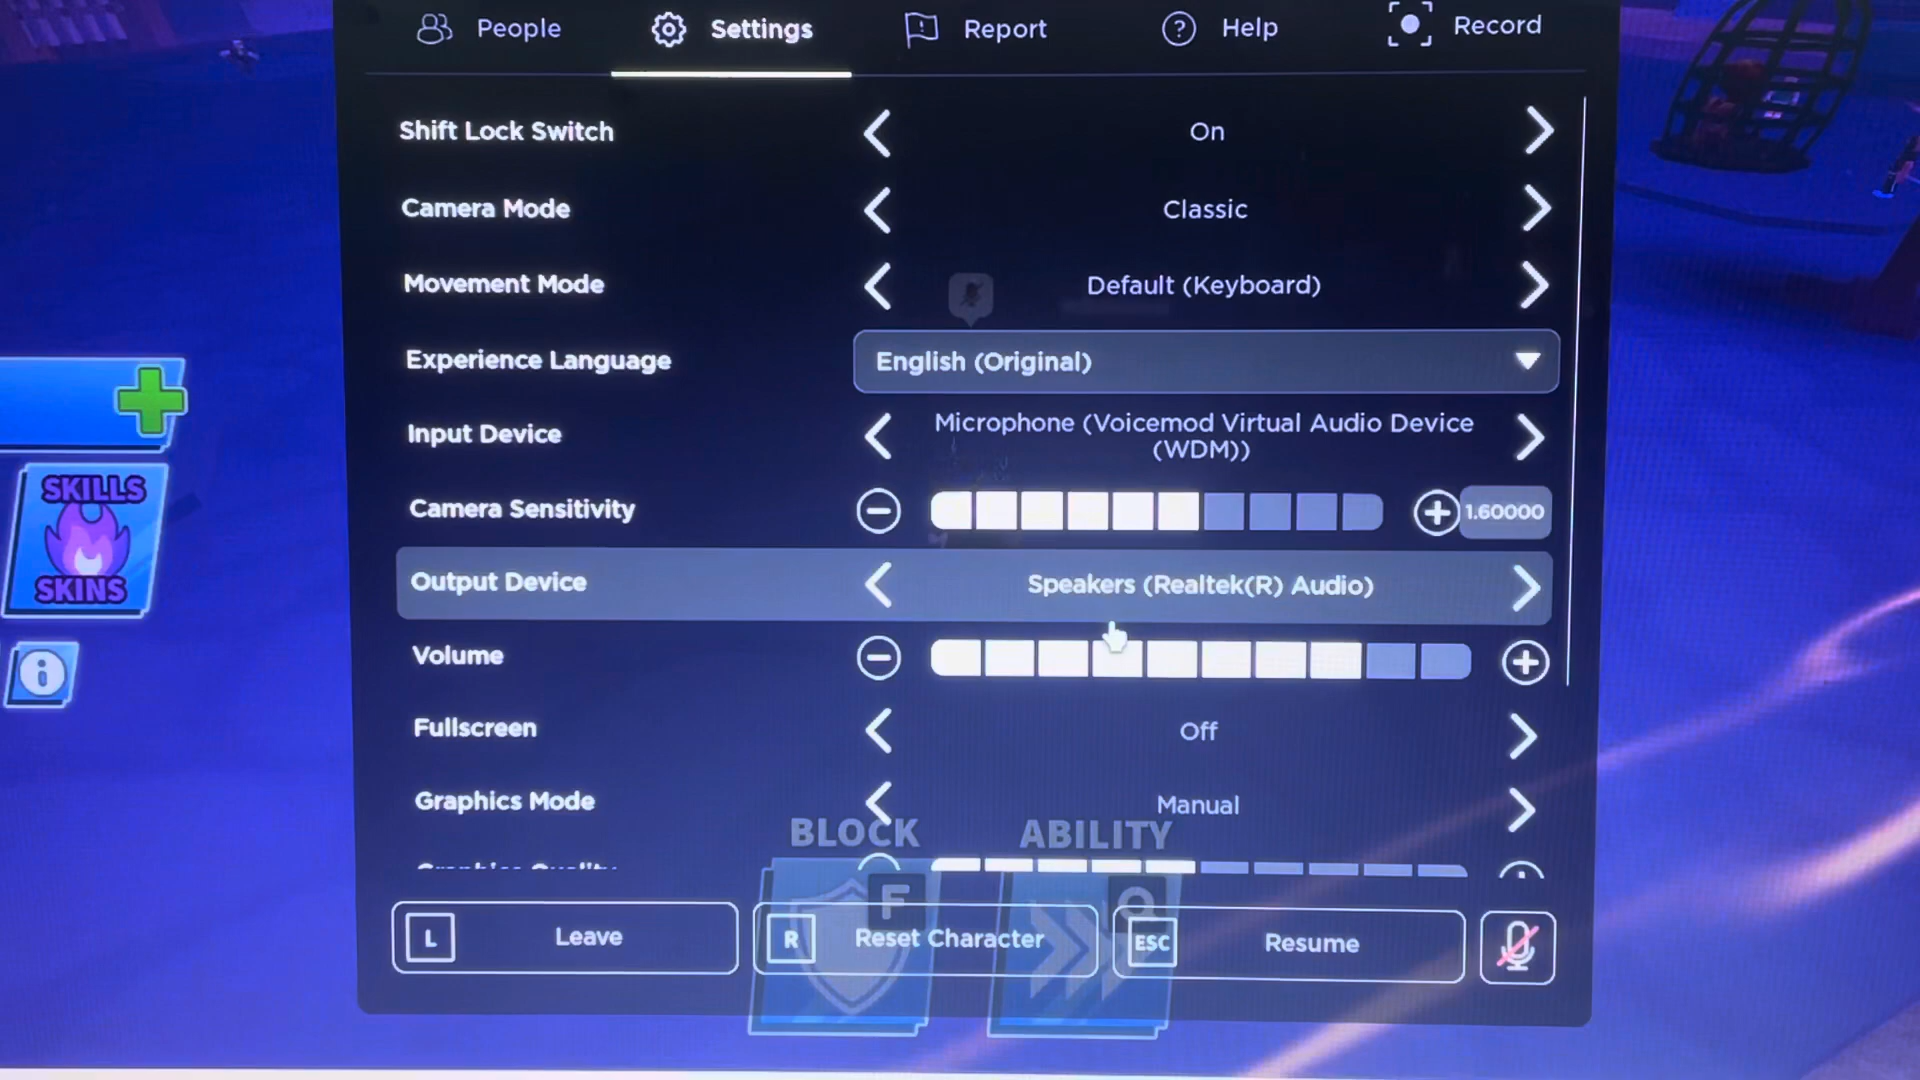 People
Settings
Report
Help
Record
Shift Lock Switch
On
Camera Mode
Classic
Movement Mode
Default (Keyboard)
Experience Language
English (Original)
Input Device
Microphone (Voicemod Virtual Audio Device
(WDM))
Camera Sensitivity
1.60000
Output Device
Speakers (Realtek(R) Audio)
Volume
Fullscreen
Off
Graphics Mode
Manual
BLOCK
ABILITY
F
Q
L
Leave
R
Reset Character
ESC
Resume
SKILLS
SKINS